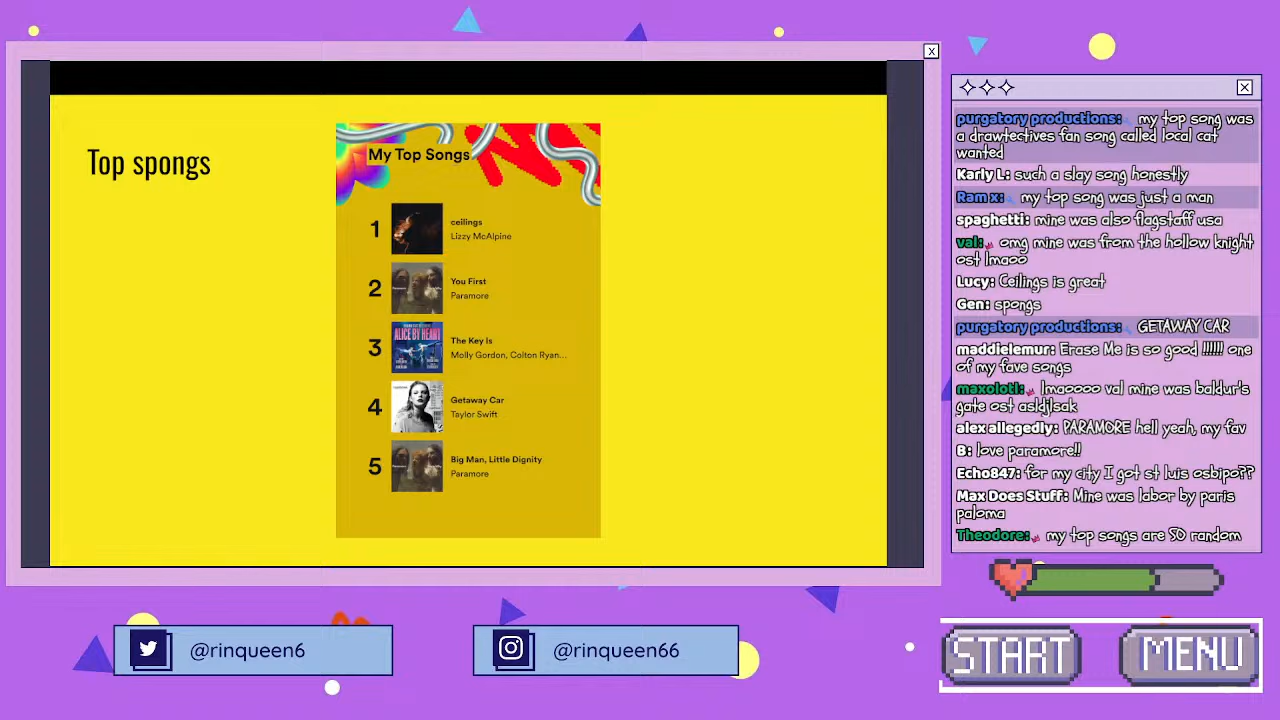 X
Top spongs
My Top Songs
1
ceilings
Lizzy McAlpine
2
You First
Paramore
3
ALICE BY HEART
The Key Is
Molly Gordon, Colton Ryan...
4
Getaway Car
Taylor Swift
5
Big Man, Little Dignity
Paramore
purgatory productions: my top song was
a drawtectives fan song called local cat
wanted
Karly L: such a slay song honestly
Ram x: my top song was just a man
spaghetti: mine was also flagstaff usa
val: omg mine was from the hollow knight
ost lmaoo
Lucy: Ceilings is great
Gen: spongs
purgatory productions: GETAWAY CAR
maddielemur: Erase Me is so good !!!!!! one
of my fave songs
maxolotl: lmaoooo val mine was baldur's
gate ost asldjlsak
alex allegedly: PARAMORE hell yeah, my fav
B: love paramore!!
Echo847: for my city I got st luis osbipo??
Max Does Stuff: Mine was labor by paris
paloma
Theodore: my top songs are SO random
@rinqueen6
@rinqueen66
START
MENU